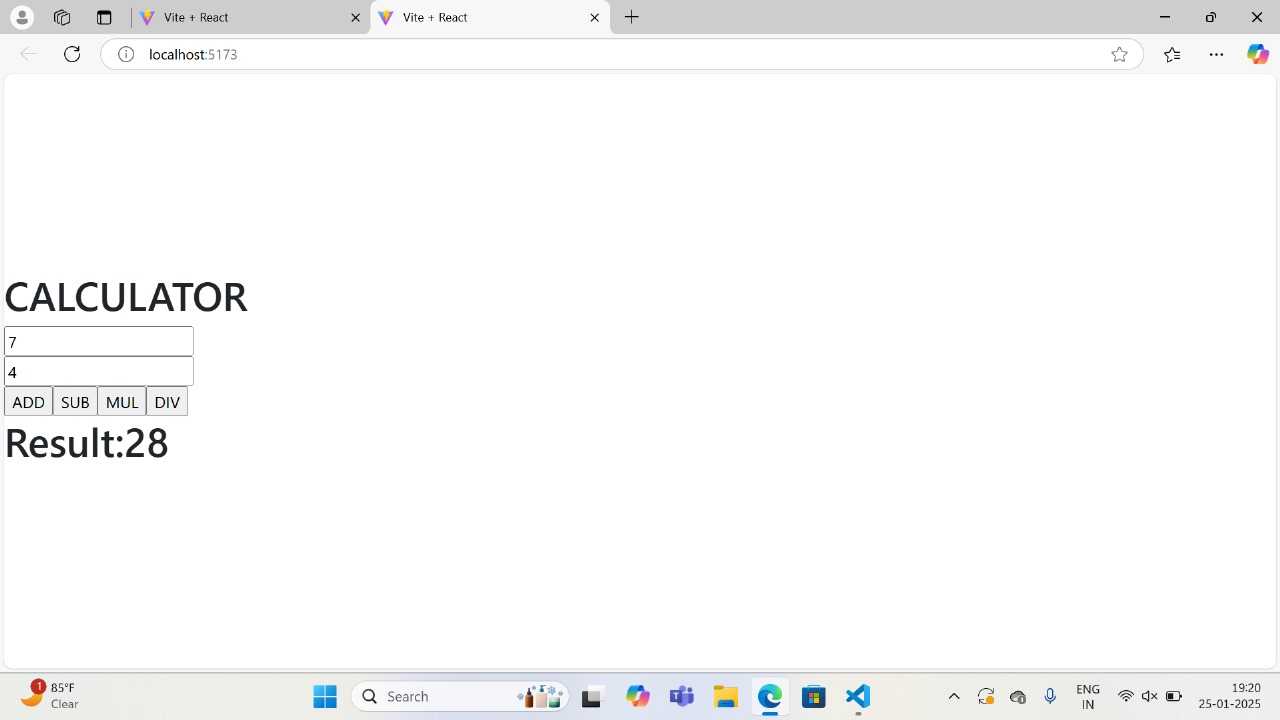 Vite + React
Vite + React
localhost:5173
CALCULATOR
7
4
ADD SUB MUL DIV
Result:28
1
85°F
Clear
Search
T
ENG
IN
19:20
25-01-2025